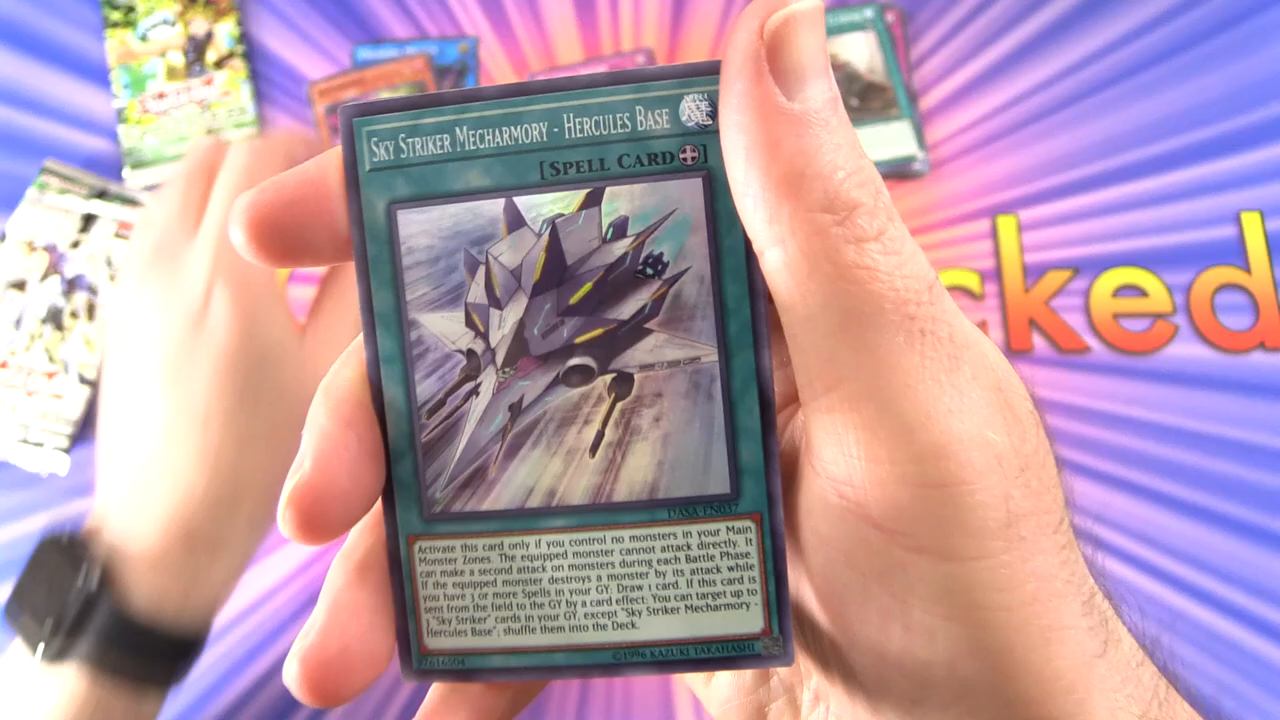 SKY STRIKER MECHARMORY - HERCULES BASE
[SPELL CARD]
DASA-EN037
Activate this card only if you control no monsters in your Main
Monster Zones. The equipped monster cannot attack directly. It
can make a second attack on monsters during each Battle Phase.
If the equipped monster destroys a monster by its attack while
you have 3 or more Spells in your GY: Draw 1 card. If this card is
sent from the field to the GY by a card effect: You can target up to
3 "Sky Striker" cards in your GY, except "Sky Striker Mecharmory -
Hercules Base"; shuffle them into the Deck.
97616504
©1996 KAZUKI TAKAHASHI
cked